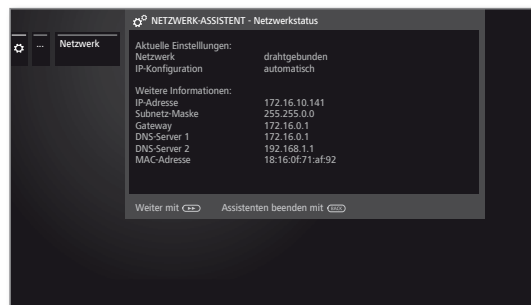 NETZWERK-ASSISTENT - Netzwerkstatus
... Netzwerk
Aktuelle Einstelllungen:
Netzwerk drahtgebunden
IP-Konfiguration automatisch
Weitere Informationen:
IP-Adresse 172.16.10.141
Subnetz-Maske 255.255.0.0
Gateway 172.16.0.1
DNS-Server 1 172.16.0.1
DNS-Server 2 192.168.1.1
MAC-Adresse 18:16:0f:71:af:92
Weiter mit Assistenten beenden mit BACK